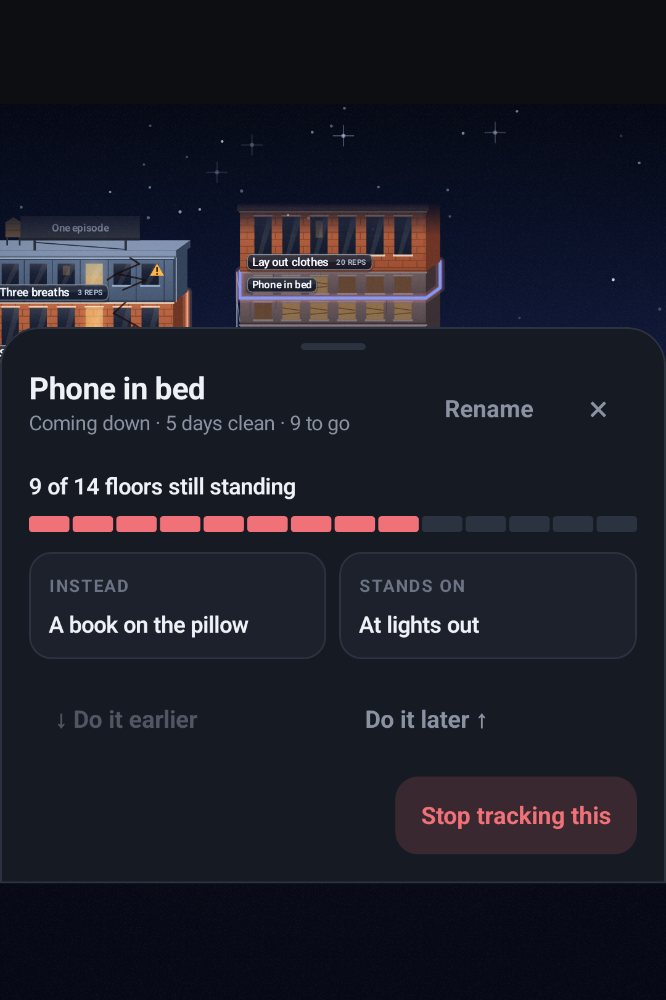 One episode
Lay out clothes 20 REPS
Phone in bed
Three breaths 3 REPS
Phone in bed
Coming down · 5 days clean · 9 to go
Rename ×
9 of 14 floors still standing
INSTEAD
A book on the pillow
STANDS ON
At lights out
↓ Do it earlier
Do it later ↑
Stop tracking this